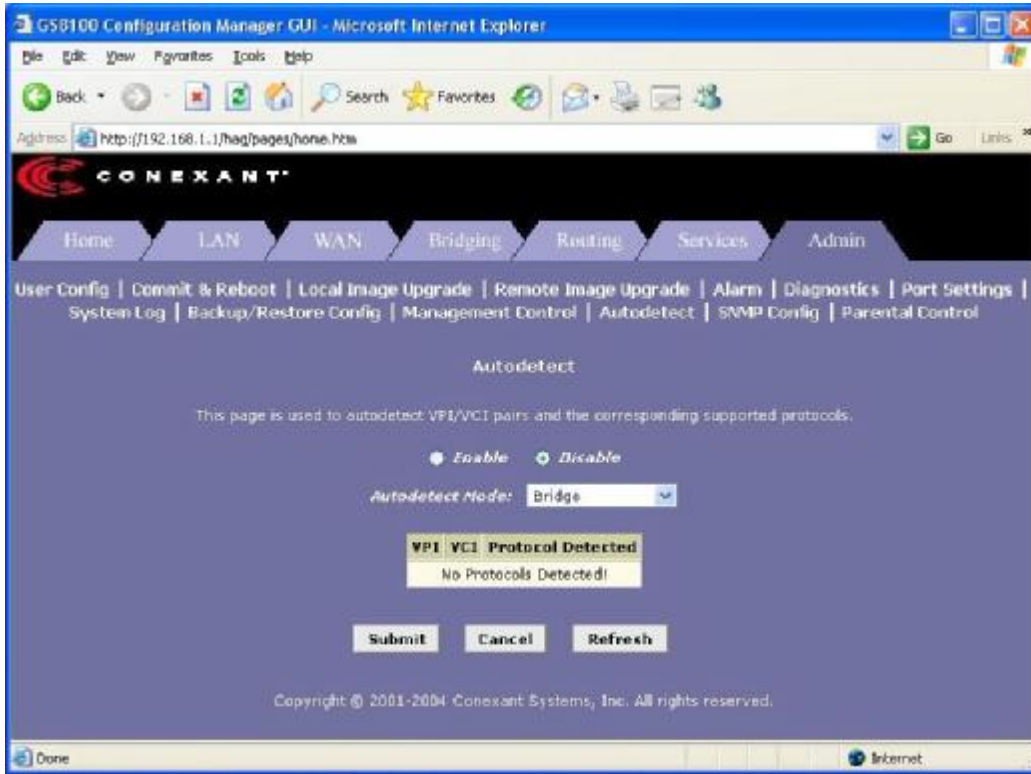 GS8100 Configuration Manager GUI - Microsoft Internet Explorer
File Edit View Favorites Tools Help
Back Search Favorites
Address http://192.168.1.1/hag/pages/home.htm Go Links »
CONEXANT
Home LAN WAN Bridging Routing Services Admin
User Config | Commit & Reboot | Local Image Upgrade | Remote Image Upgrade | Alarm | Diagnostics | Port Settings |
System Log | Backup/Restore Config | Management Control | Autodetect | SNMP Config | Parental Control
Autodetect
This page is used to autodetect VPI/VCI pairs and the corresponding supported protocols.
Enable Disable
Autodetect Mode: Bridge
VPI VCI Protocol Detected
No Protocols Detected!
Submit Cancel Refresh
Copyright © 2001-2004 Conexant Systems, Inc. All rights reserved.
Done Internet